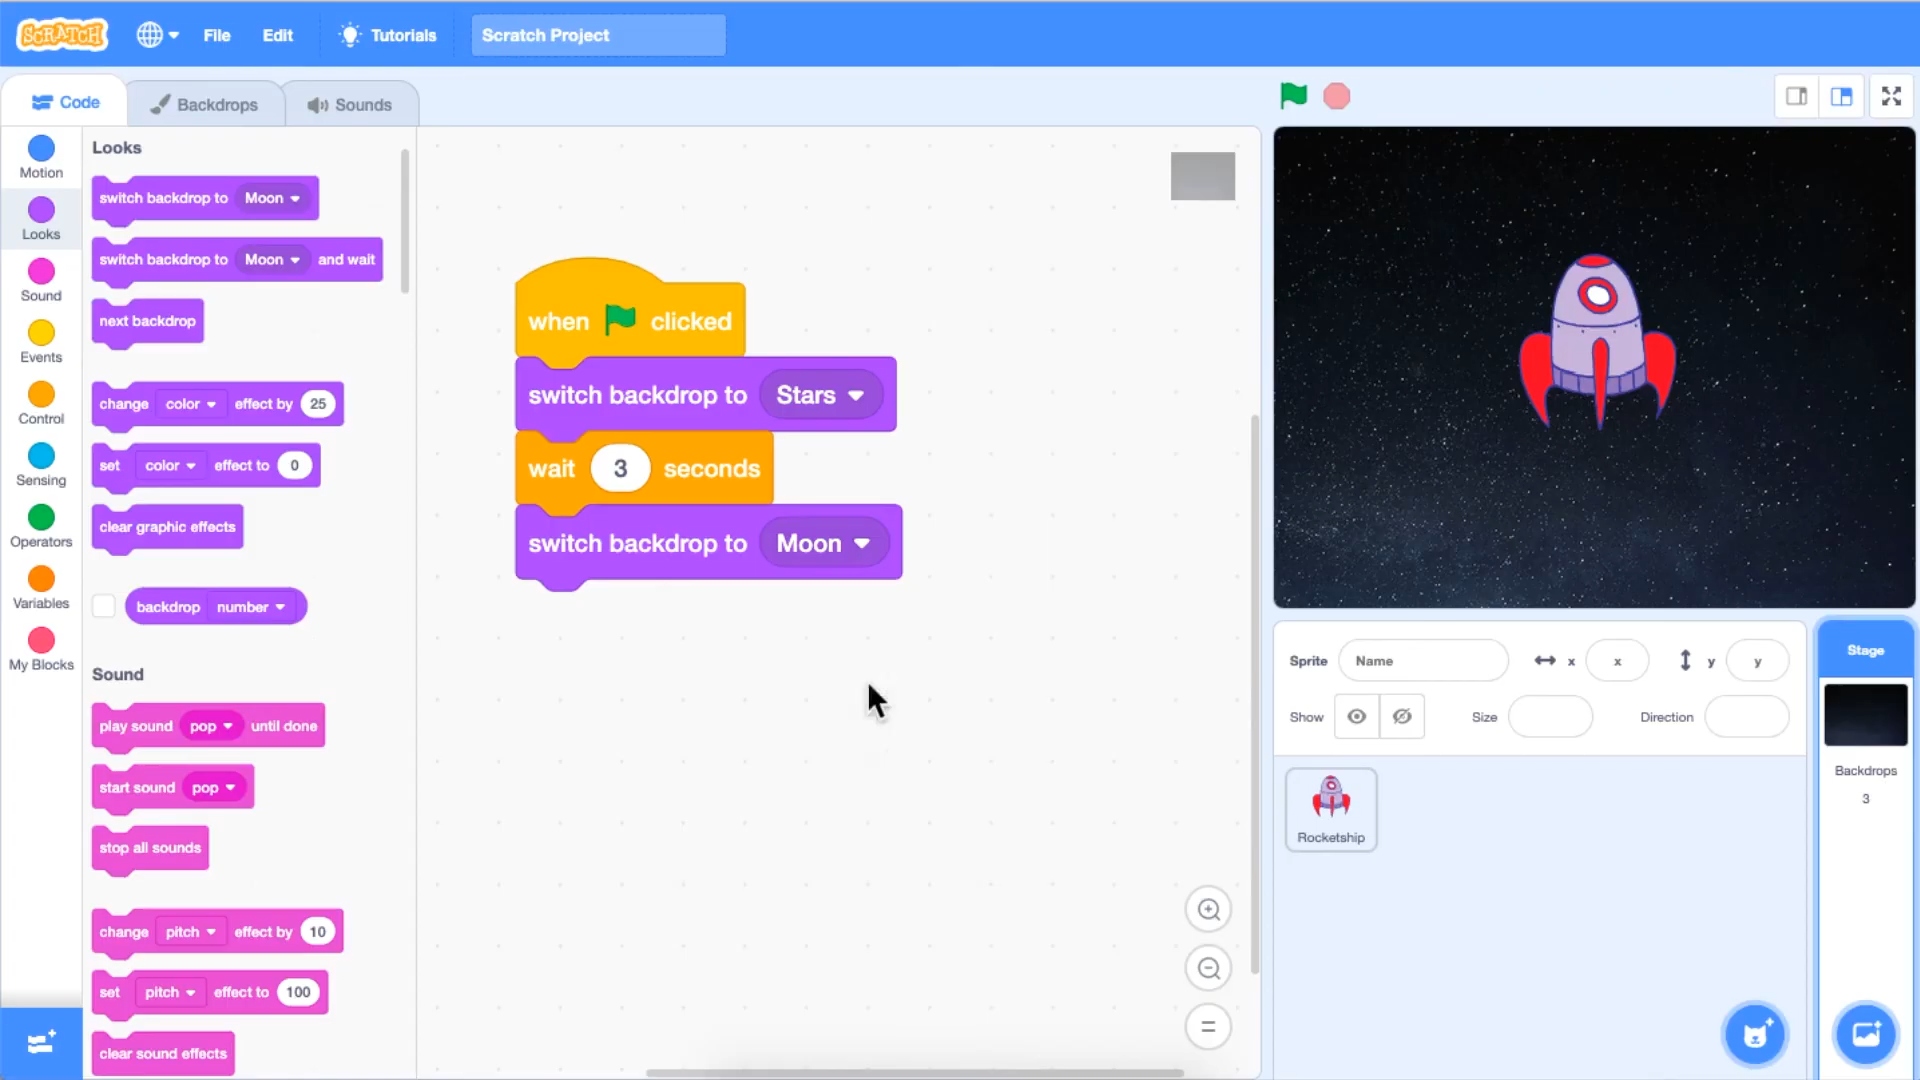 SCRATCH File Edit Tutorials Scratch Project
Code Backdrops Sounds
Motion
Looks
Sound
Events
Control
Sensing
Operators
Variables
My Blocks
Looks
switch backdrop to Moon
switch backdrop to Moon and wait
next backdrop
change color effect by 25
set color effect to 0
clear graphic effects
backdrop number
Sound
play sound pop until done
start sound pop
stop all sounds
change pitch effect by 10
set pitch effect to 100
clear sound effects
when clicked
switch backdrop to Stars
wait 3 seconds
switch backdrop to Moon
Sprite Name x x y y
Show Size Direction
Rocketship
Stage
Backdrops
3